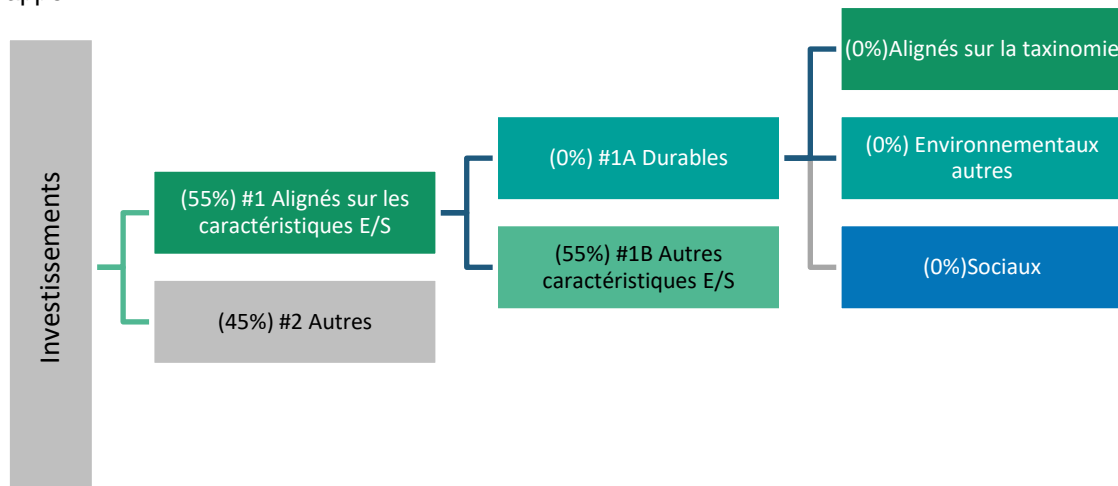 Investissements
(55%) #1 Alignés sur les
caractéristiques E/S
(45%) #2 Autres
(0%) #1A Durables
(55%) #1B Autres
caractéristiques E/S
(0%)Alignés sur la taxinomie
(0%) Environnementaux
autres
(0%)Sociaux